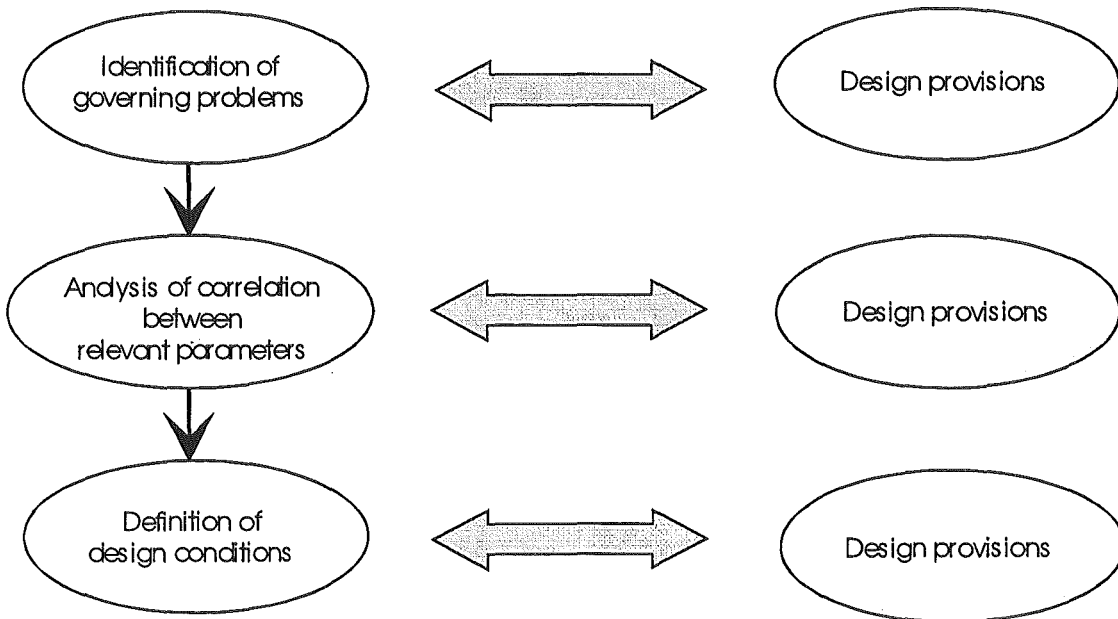 Identification of
governing problems
Design provisions
Analysis of correlation
between
relevant parameters
Design provisions
Definition of
design conditions
Design provisions